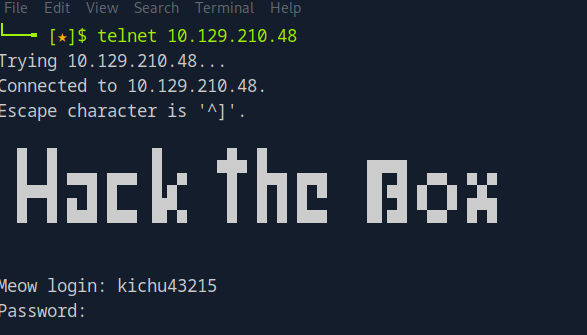 File Edit View Search Terminal Help
[★]$ telnet 10.129.210.48
Trying 10.129.210.48...
Connected to 10.129.210.48.
Escape character is '^]'.
Hack the Box
Meow login: kichu43215
Password: